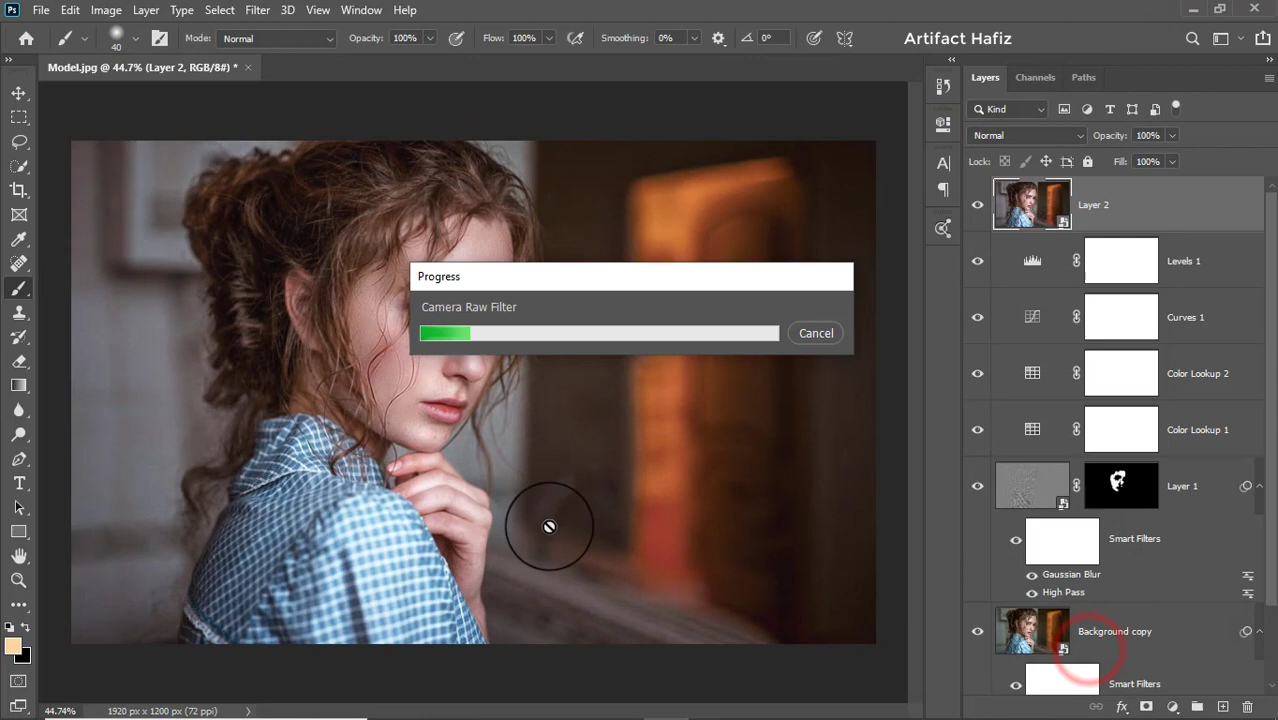 Ps File Edit Image Layer Type Select Filter 3D View Window Help
40 Mode: Normal Opacity: 100% Flow: 100% Smoothing: 0% 0° Artifact Hafiz
Model.jpg @ 44.7% (Layer 2, RGB/8#) * ×
Layers Channels Paths
Kind
Normal Opacity: 100%
Lock: Fill: 100%
Layer 2
Levels 1
Progress
Camera Raw Filter
Cancel
Curves 1
Color Lookup 2
Color Lookup 1
Layer 1
Smart Filters
Gaussian Blur
High Pass
Background copy
Smart Filters
44.74% 1920 px x 1200 px (72 ppi)